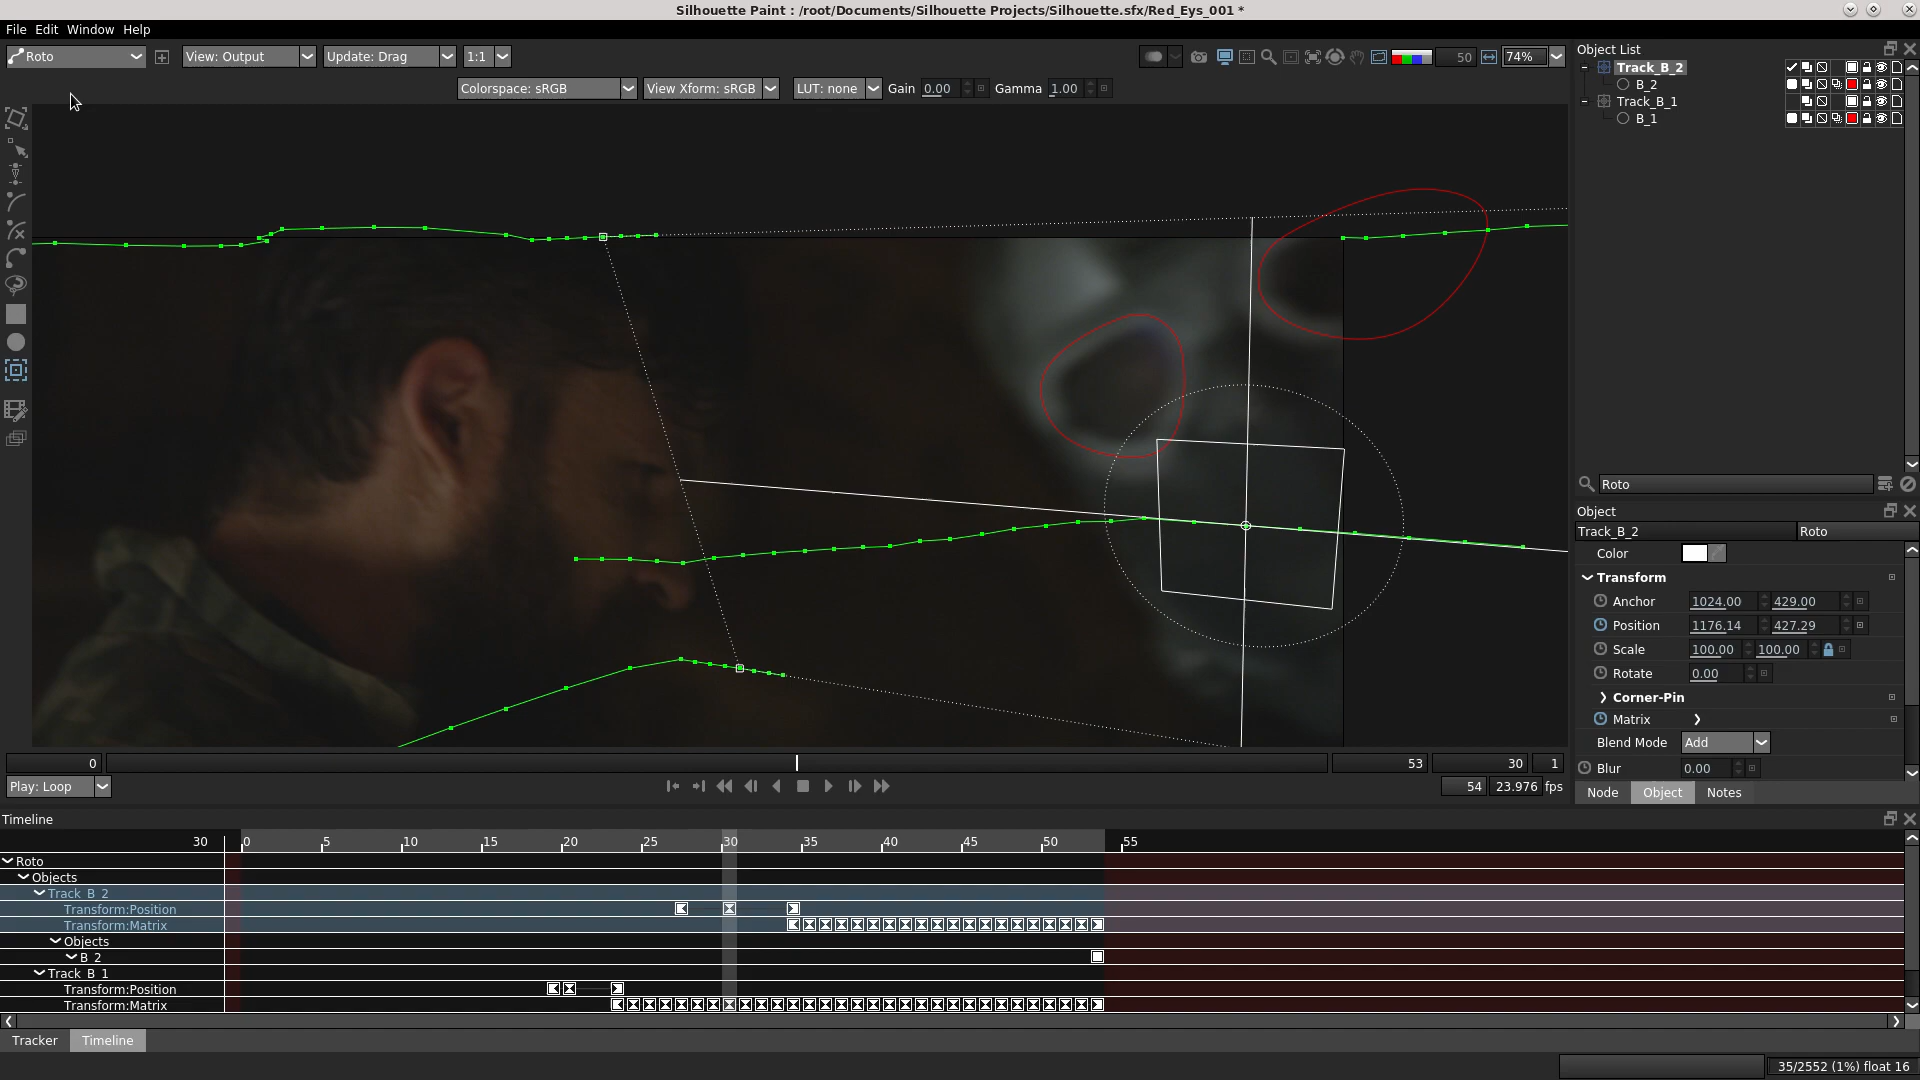 Silhouette Paint : /root/Documents/Silhouette Projects/Silhouette.sfx/Red_Eys_001 *
File Edit Window Help
Roto View: Output Update: Drag 1:1 50 74%
Colorspace: sRGB View Xform: sRGB LUT: none Gain 0.00 Gamma 1.00
Object List
Track_B_2
B_2
Track_B_1
B_1
Roto
Object
Track_B_2 Roto
Color
Transform
Anchor 1024.00 429.00
Position 1176.14 427.29
Scale 100.00 100.00
Rotate 0.00
Corner-Pin
Matrix
Blend Mode Add
Blur 0.00
Node Object Notes
0 53 30 1
Play: Loop 54 23.976 fps
Timeline
30 0 5 10 15 20 25 30 35 40 45 50 55
Roto
Objects
Track_B_2
Transform:Position
Transform:Matrix
Objects
B_2
Track_B_1
Transform:Position
Transform:Matrix
Tracker Timeline
35/2552 (1%) float 16